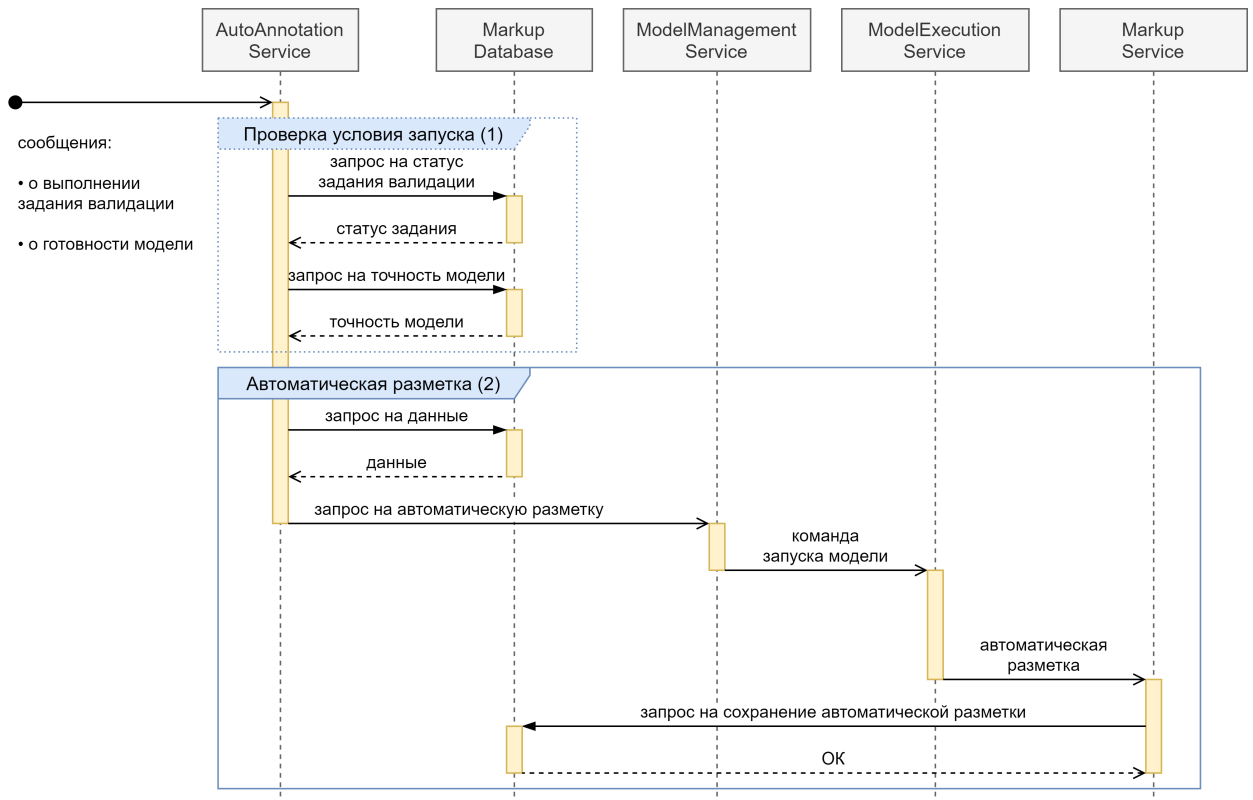 AutoAnnotation
Service
Markup
Database
ModelManagement
Service
ModelExecution
Service
Markup
Service
сообщения:
• о выполнении
задания валидации
• о готовности модели
Проверка условия запуска (1)
запрос на статус
задания валидации
статус задания
запрос на точность модели
точность модели
Автоматическая разметка (2)
запрос на данные
данные
запрос на автоматическую разметку
команда
запуска модели
автоматическая
разметка
запрос на сохранение автоматической разметки
ОК